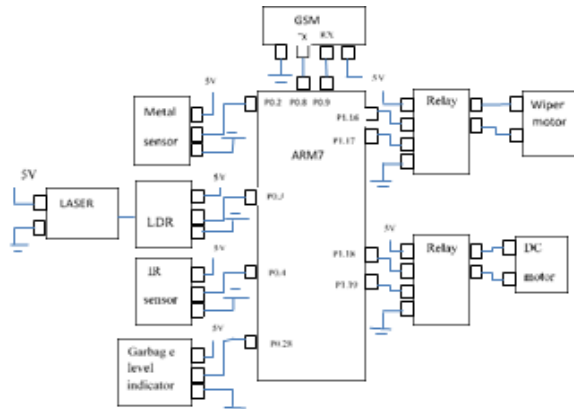 GSM
TX RX
5V
5V
P0.2 P0.8 P0.9
Relay
Metal
sensor
P1.16
Wiper
motor
P1.17
ARM7
5V
5V
LASER
LDR
P0.3
5V
5V
P1.18
Relay
DC
motor
IR
sensor
P0.4
P1.19
5V
Garbag e
level
indicator
P0.28